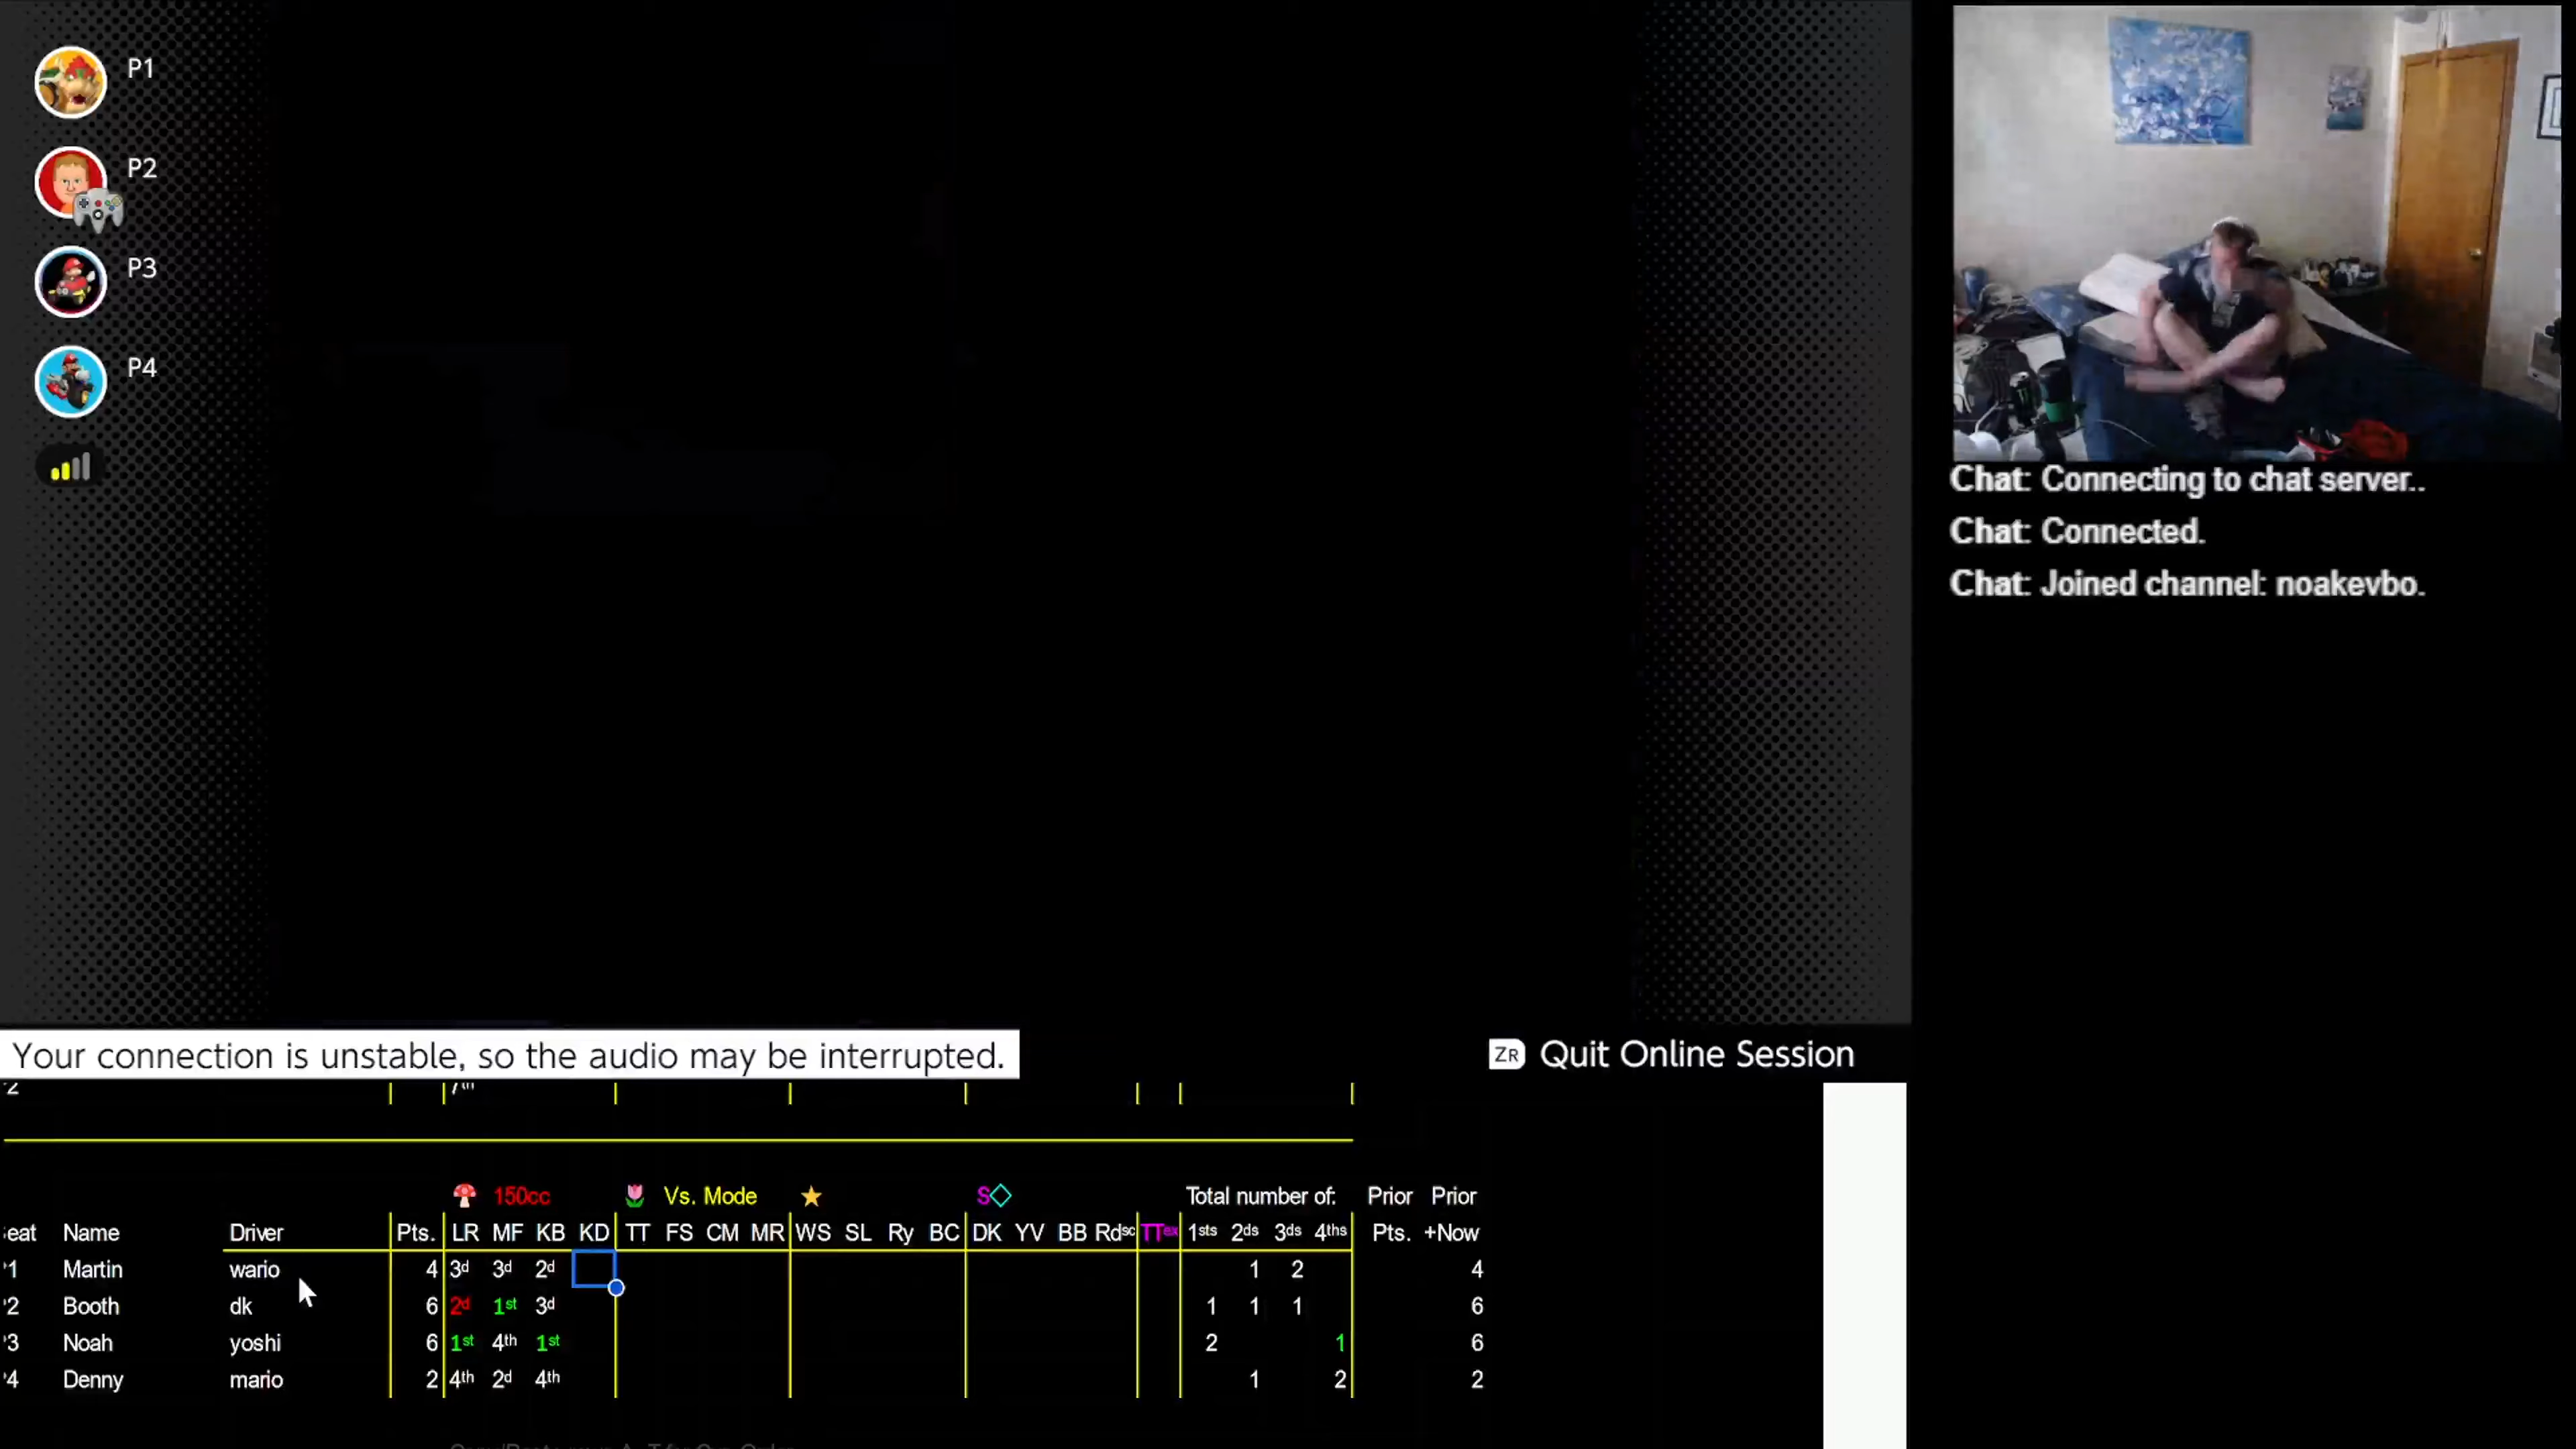 P1
P2
P3
P4
Chat: Connecting to chat server..
Chat: Connected.
Chat: Joined channel: noakevbo.
Your connection is unstable, so the audio may be interrupted.
ZR Quit Online Session
2 7th
150cc Vs. Mode S Total number of: Prior Prior
eat Name Driver Pts. LR MF KB KD TT FS CM MR WS SL Ry BC DK YV BB Rdsc TTex 1sts 2ds 3ds 4ths Pts. +Now
1 Martin wario 4 3d 3d 2d 1 2 4
2 Booth dk 6 2d 1st 3d 1 1 1 6
3 Noah yoshi 6 1st 4th 1st 2 1 6
4 Denny mario 2 4th 2d 4th 1 2 2